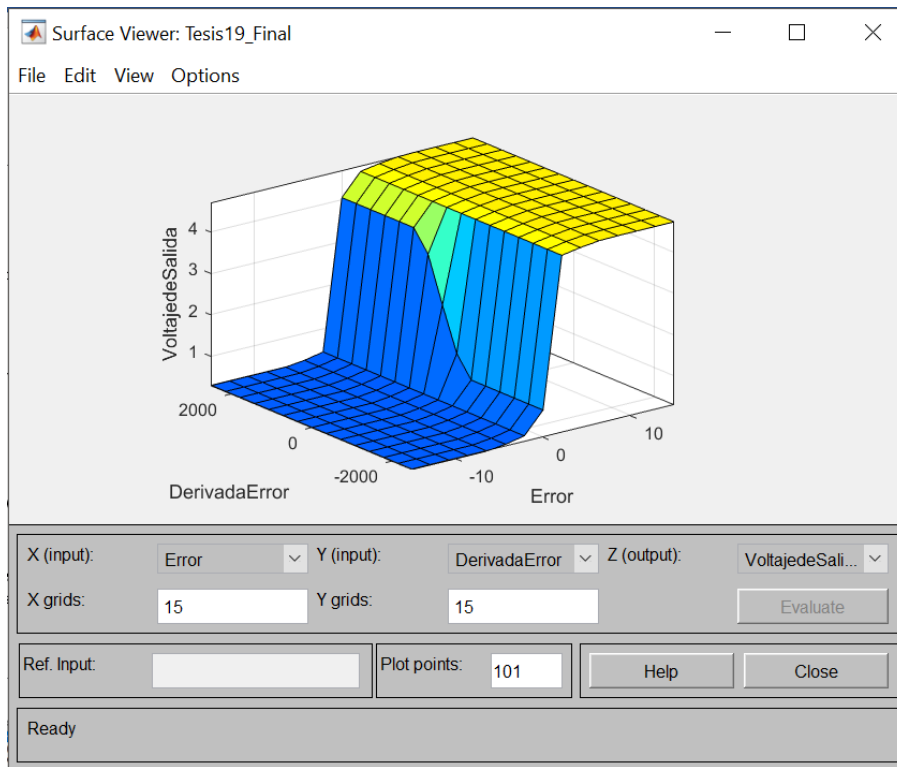 Surface Viewer: Tesis19_Final
File Edit View Options
4
3
2
1
VoltajedeSalida
2000
0
-2000
DerivadaError
-10
0
10
Error
X (input): Error Y (input): DerivadaError Z (output): VoltajedeSali...
X grids: 15 Y grids: 15 Evaluate
Ref. Input: Plot points: 101 Help Close
Ready